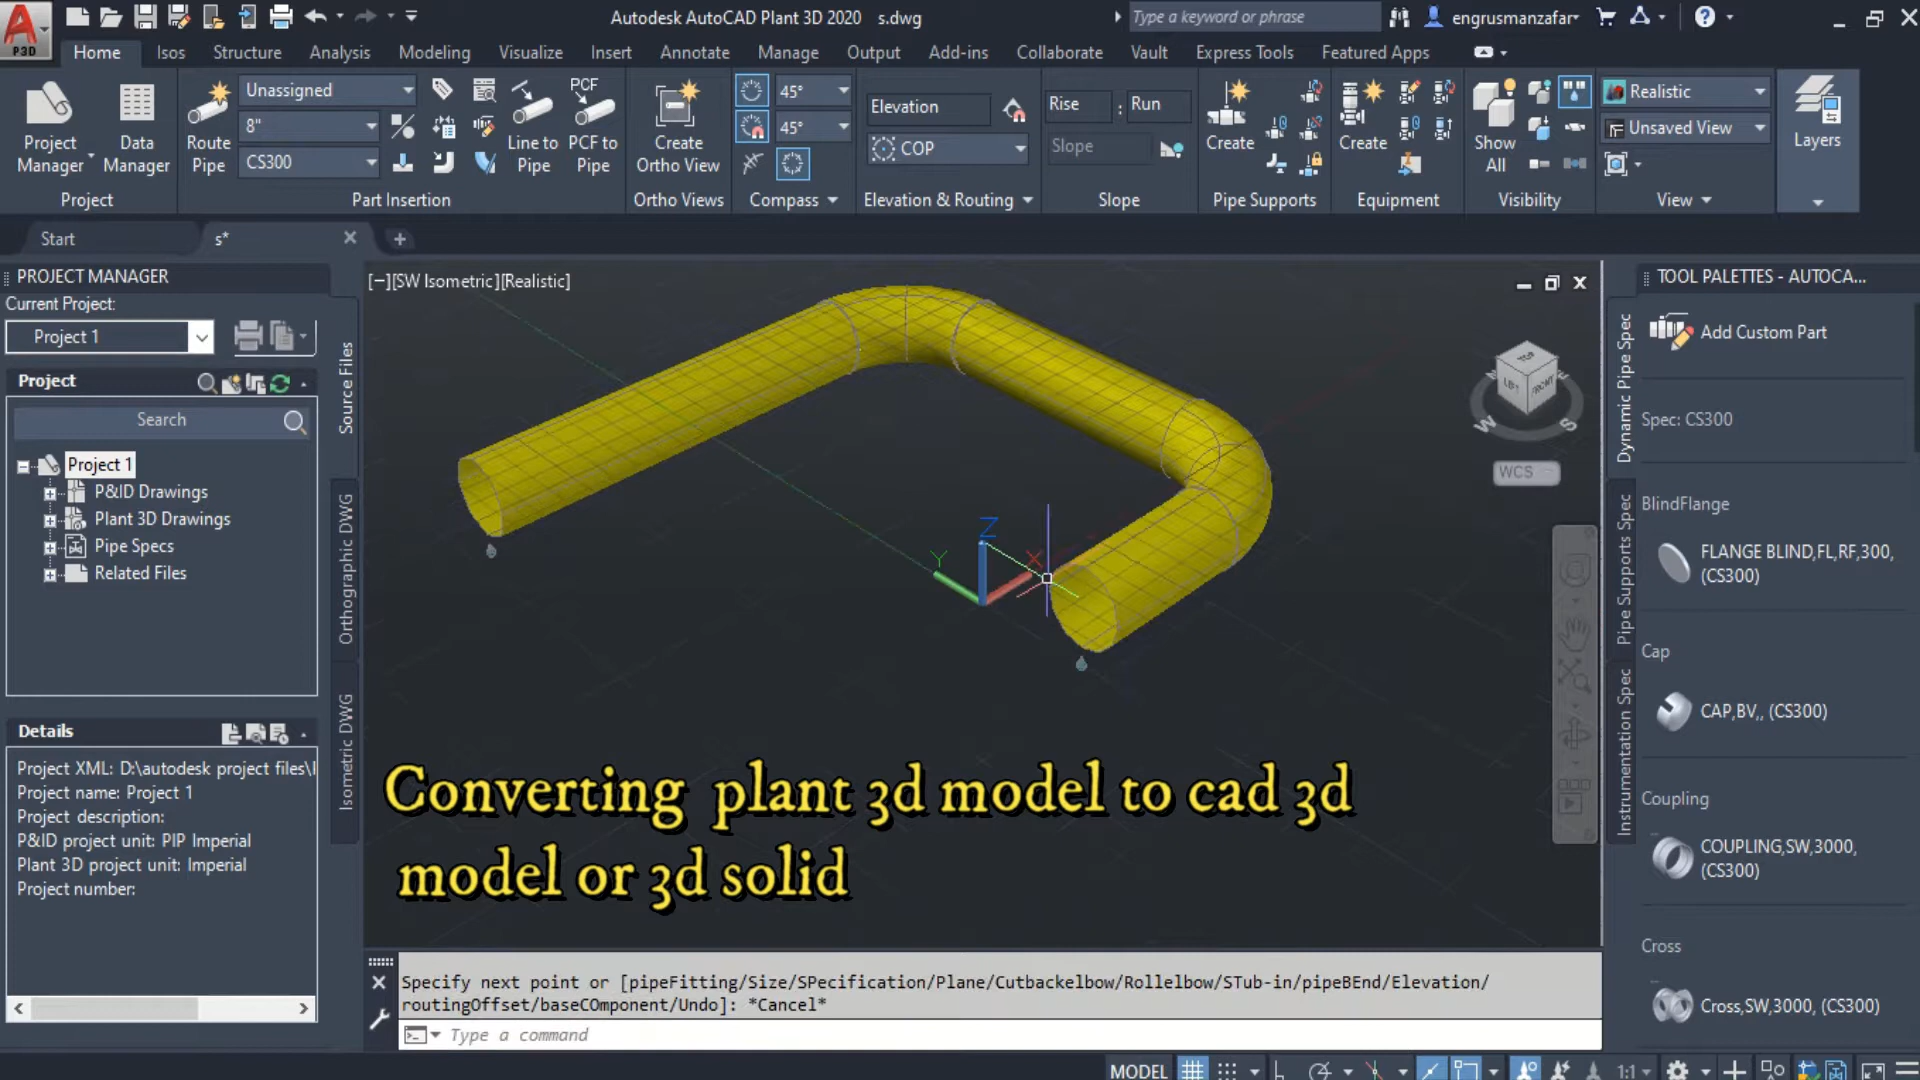 Autodesk AutoCAD Plant 3D 2020 s.dwg
Type a keyword or phrase
engrusmanzafar
P3D
Home Isos Structure Analysis Modeling Visualize Insert Annotate Manage Output Add-ins Collaborate Vault Express Tools Featured Apps
Project Manager
Data Manager
Route Pipe
Unassigned
8"
CS300
Line to Pipe
PCF
PCF to Pipe
Create Ortho View
45°
45°
Elevation
COP
Rise : Run
Slope
Create
Create
Show All
Realistic
Unsaved View
Layers
Project
Part Insertion
Ortho Views
Compass
Elevation & Routing
Slope
Pipe Supports
Equipment
Visibility
View
Start
s*
PROJECT MANAGER
Current Project:
Project 1
Project
Search
Project 1
P&ID Drawings
Plant 3D Drawings
Pipe Specs
Related Files
Source Files
Orthographic DWG
Isometric DWG
Details
Project XML: D:\autodesk project files\
Project name: Project 1
Project description:
P&ID project unit: PIP Imperial
Plant 3D project unit: Imperial
Project number:
[−][SW Isometric][Realistic]
TOP
LEFT
FRONT
N
E
W
S
WCS
Z
Y
X
Converting plant 3d model to cad 3d
model or 3d solid
Specify next point or [pipeFitting/Size/SPecification/Plane/Cutbackelbow/Rollelbow/STub-in/pipeBEnd/Elevation/
routingOffset/baseCOmponent/Undo]: *Cancel*
Type a command
MODEL
1:1
TOOL PALETTES - AUTOCA...
Dynamic Pipe Spec
Pipe Supports Spec
Instrumentation Spec
Add Custom Part
Spec: CS300
BlindFlange
FLANGE BLIND,FL,RF,300,
(CS300)
Cap
CAP,BV,, (CS300)
Coupling
COUPLING,SW,3000,
(CS300)
Cross
Cross,SW,3000, (CS300)